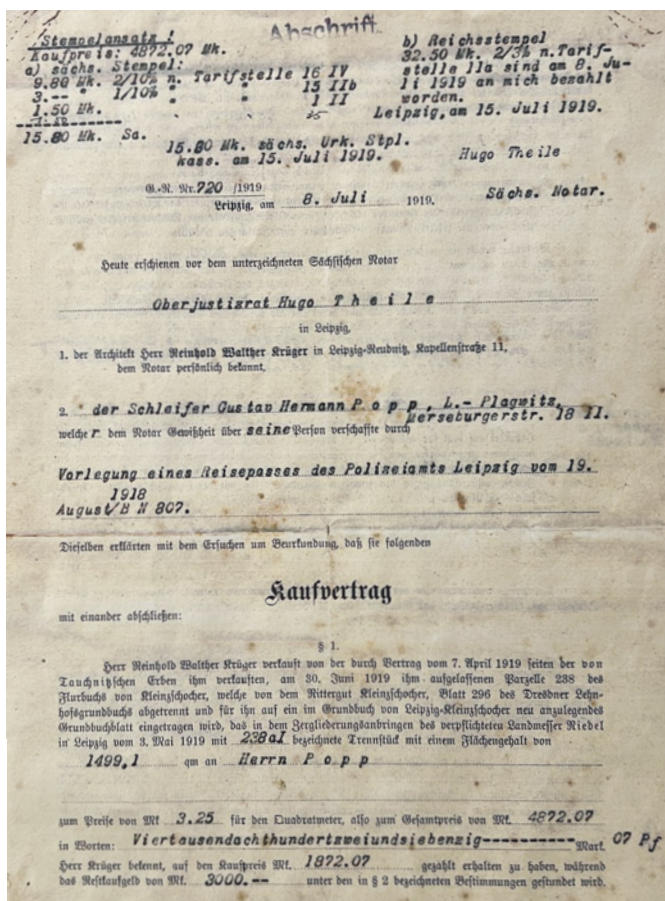 Abschrift
Stempelansatz !
Kaufpreis: 4872.07 Mk.
a) sächs. Stempel:
9.80 Mk. 2/10% n. Tarifstelle 16 IV
3.-- " 1/10% " " 15 IIb
1.50 Mk. " " 1 II
15.80 Mk. Sa.
b) Reichsstempel
32.50 Mk. 2/3% n.Tarif-
stelle 11a sind am 8. Ju-
li 1919 an mich bezahlt
worden.
Leipzig, am 15. Juli 1919.
15.80 Mk. sächs. Urk. Stpl.
kass. am 15. Juli 1919.
Hugo Theile
Sächs. Notar.
G.-R. Nr. 720 /1919
Leipzig, am 8. Juli 1919.
Heute erschienen vor dem unterzeichneten Sächsischen Notar
Oberjustizrat Hugo Theile
in Leipzig,
1. der Architekt Herr Reinhold Walther Krüger in Leipzig-Reudnitz, Kapellenstraße 11,
dem Notar persönlich bekannt,
2. der Schleifer Gustav Hermann Popp, L.- Plagwitz,
Merseburgerstr. 18 II.
welcher dem Notar Gewißheit über seine Person verschaffte durch
Vorlegung eines Reisepasses des Polizeiamts Leipzig vom 19.
1918
August/B N 807.
Dieselben erklärten mit dem Ersuchen um Beurkundung, daß sie folgenden
Kaufvertrag
mit einander abschließen:
§ 1.
Herr Reinhold Walther Krüger verkauft von der durch Vertrag vom 7. April 1919 seiten der von
Tauchnitzschen Erben ihm verkauften, am 30. Juni 1919 ihm aufgelassenen Parzelle 238 des
Flurbuchs von Kleinzschocher, welche von dem Rittergut Kleinzschocher, Blatt 296 des Dresdner Lehn-
hofsgrundbuchs abgetrennt und für ihn auf ein im Grundbuch von Leipzig-Kleinzschocher neu anzulegendes
Grundbuchblatt eingetragen wird, das in dem Zergliederungsanbringen des verpflichteten Landmesser Riedel
in Leipzig vom 3. Mai 1919 mit 238aI bezeichnete Trennstück mit einem Flächengehalt von
1499,1 qm an Herrn Popp
zum Preise von Mk 3.25 für den Quadratmeter, also zum Gesamtpreis von Mk. 4872.07
in Worten: Viertausendachthundertzweiundsiebenzig----------Mark. 07 Pf
Herr Krüger bekennt, auf den Kaufpreis Mk. 1872.07 gezahlt erhalten zu haben, während
das Restkaufgeld von Mk. 3000.-- unter den in § 2 bezeichneten Bestimmungen gestundet wird.